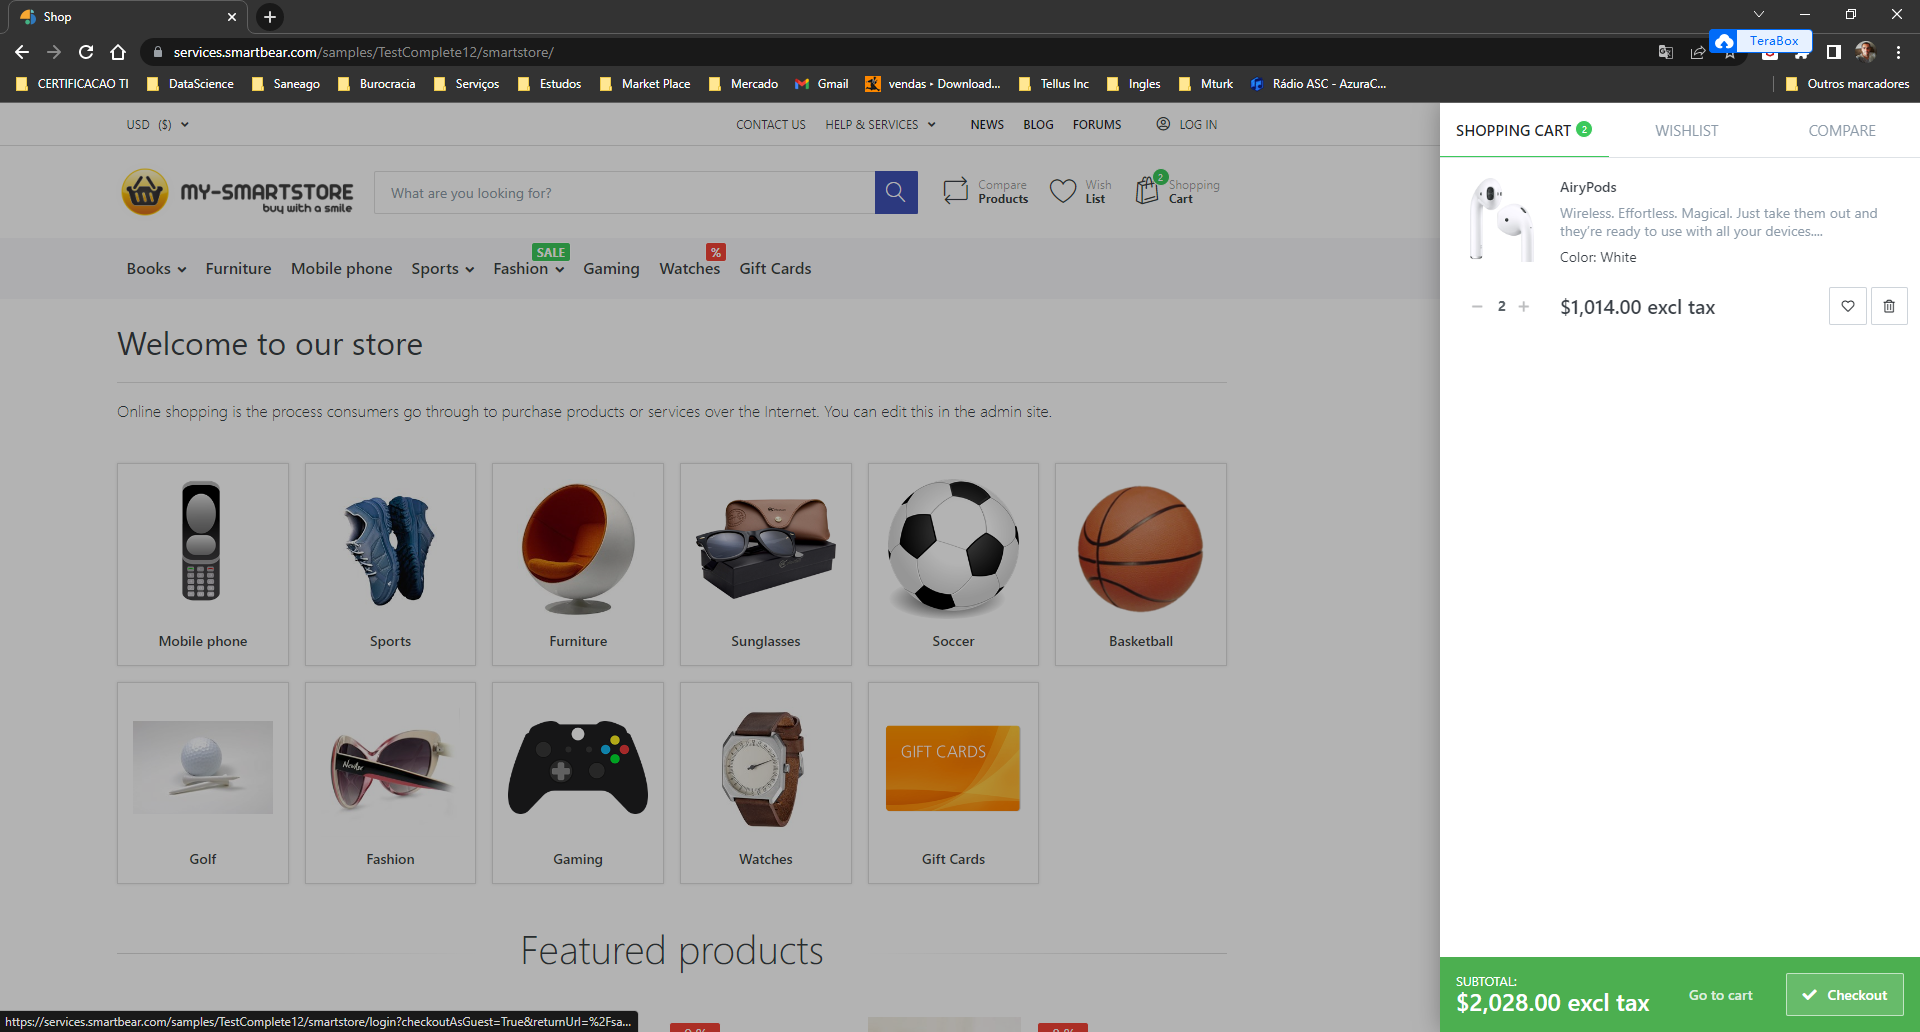 Shop
services.smartbear.com/samples/TestComplete12/smartstore/
TeraBox
CERTIFICACAO TI
DataScience
Seneago
Burocracia
Serviços
Estudos
Market Place
Mercado
Gmail
vendas • Download...
Tellus Inc
Ingles
Mturk
Rádio ASC - AzuraC...
Outros marcadores
USD ($)
CONTACT US
HELP & SERVICES
NEWS
BLOG
FORUMS
LOG IN
MY-SMARTSTORE
buy with a smile
What are you looking for?
Compare
Products
Wish
List
2
Shopping
Cart
SALE
%
Books
Furniture
Mobile phone
Sports
Fashion
Gaming
Watches
Gift Cards
Welcome to our store
Online shopping is the process consumers go through to purchase products or services over the Internet. You can edit this in the admin site.
Mobile phone
Sports
Furniture
Sunglasses
Soccer
Basketball
GIFT CARDS
Golf
Fashion
Gaming
Watches
Gift Cards
Featured products
https://services.smartbear.com/samples/TestComplete12/smartstore/login?checkoutAsGuest=True&returnUrl=%2Fsa...
SHOPPING CART 2
WISHLIST
COMPARE
AiryPods
Wireless. Effortless. Magical. Just take them out and
they're ready to use with all your devices....
Color: White
2
$1,014.00 excl tax
SUBTOTAL:
$2,028.00 excl tax
Go to cart
Checkout